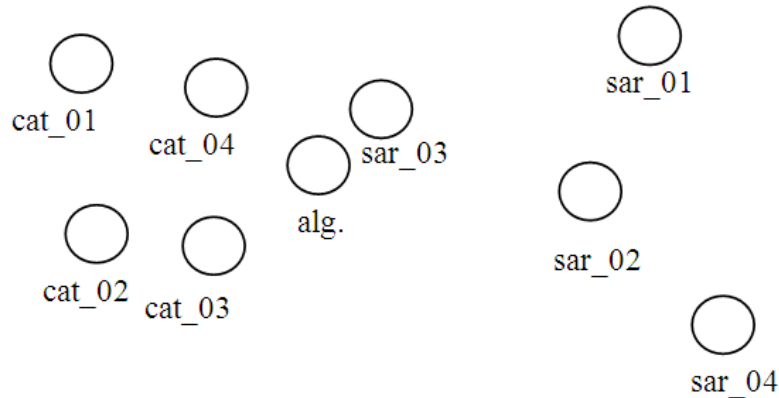 sar_01
cat_01
cat_04
sar_03
alg.
sar_02
cat_02
cat_03
sar_04